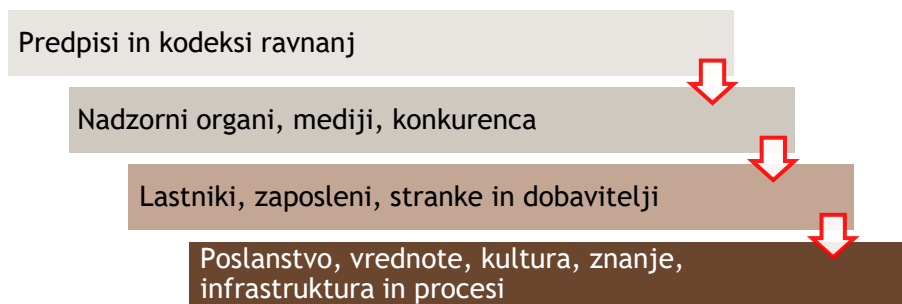 Predpisi in kodeksi ravnanj
Nadzorni organi, mediji, konkurenca
Lastniki, zaposleni, stranke in dobavitelji
Poslanstvo, vrednote, kultura, znanje,
infrastruktura in procesi